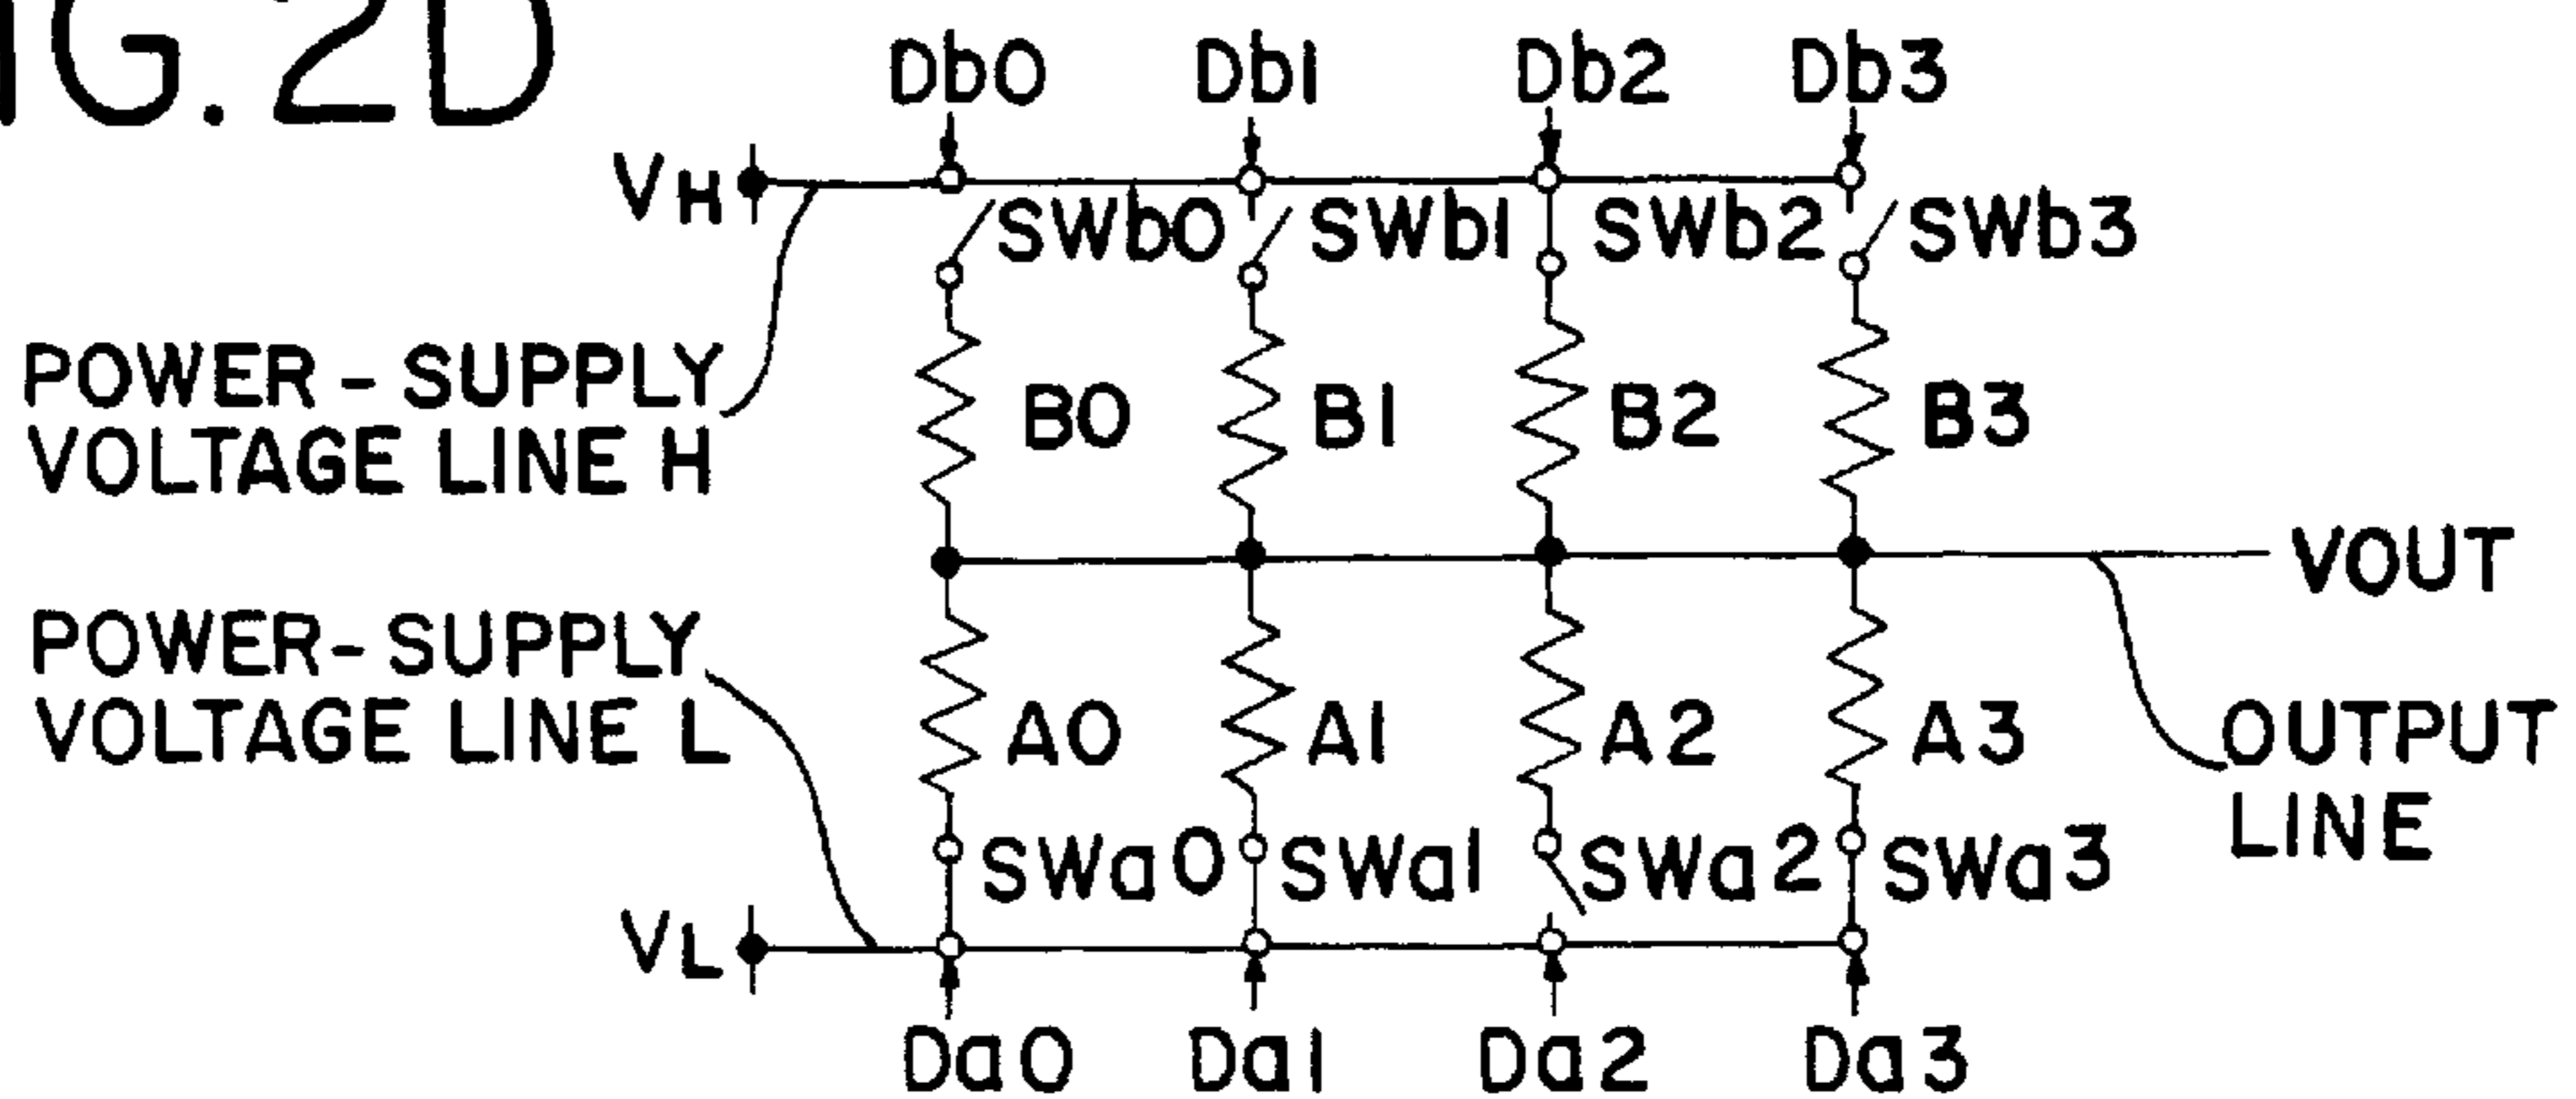 IG. 2D
Db0 Db1 Db2 Db3
VH
SWb0 SWb1 SWb2 SWb3
POWER - SUPPLY
VOLTAGE LINE H
B0 B1 B2 B3
VOUT
POWER - SUPPLY
VOLTAGE LINE L
A0 A1 A2 A3
OUTPUT
LINE
SWa0 SWa1 SWa2 SWa3
VL
Da0 Da1 Da2 Da3